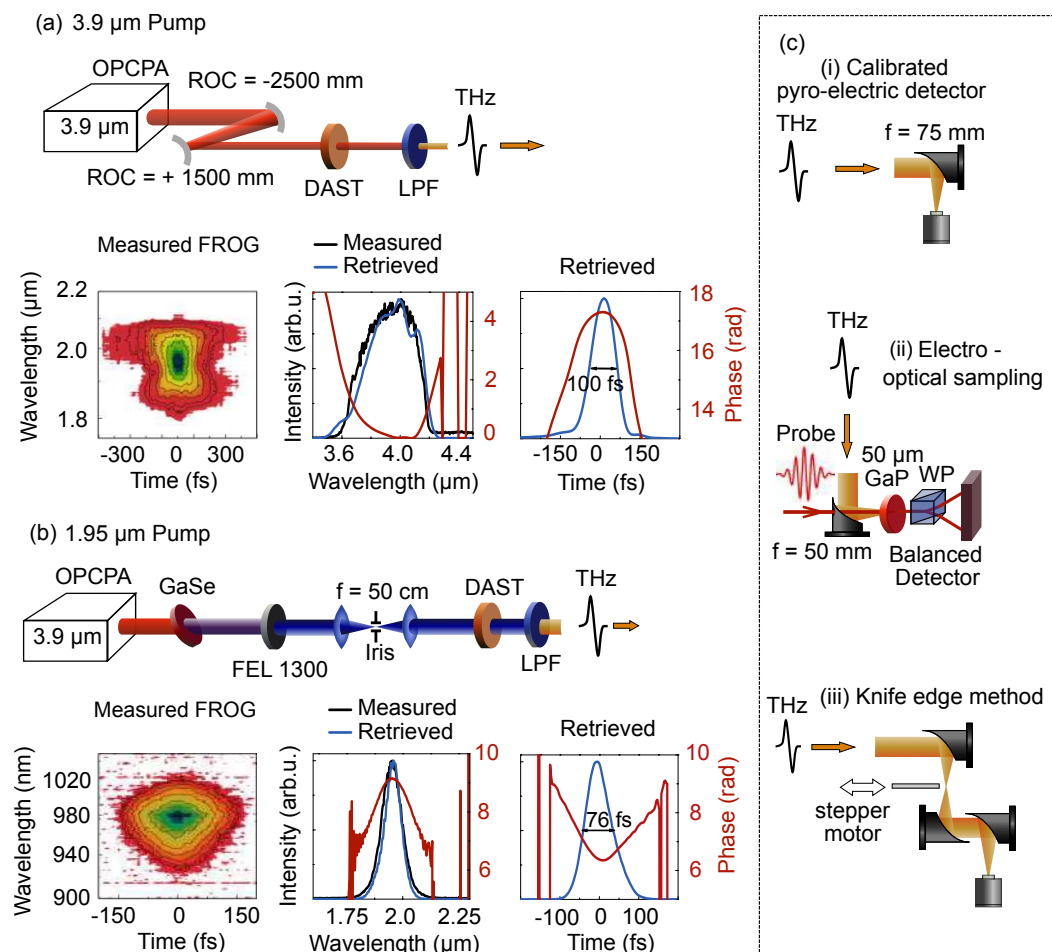 (a) 3.9 µm Pump
OPCPA
3.9 µm
ROC = -2500 mm
ROC = + 1500 mm
DAST
LPF
THz
Measured FROG
Wavelength (µm)
2.2
2.0
1.8
-300
0
300
Time (fs)
Measured
Retrieved
Intensity (arb.u.)
4
2
0
3.6
4.0
4.4
Wavelength (µm)
Retrieved
100 fs
18
16
14
Phase (rad)
-150
0
150
Time (fs)
(b) 1.95 µm Pump
OPCPA
3.9 µm
GaSe
FEL 1300
f = 50 cm
Iris
DAST
LPF
THz
Measured FROG
Wavelength (nm)
1020
980
940
900
-150
0
150
Time (fs)
Measured
Retrieved
Intensity (arb.u.)
10
8
6
1.75
2.0
2.25
Wavelength (µm)
Retrieved
76 fs
10
8
6
Phase (rad)
-100
0
100
Time (fs)
(c)
(i) Calibrated
pyro-electric detector
THz
f = 75 mm
THz
(ii) Electro -
optical sampling
Probe
50 µm
GaP
WP
f = 50 mm
Balanced
Detector
(iii) Knife edge method
THz
stepper
motor